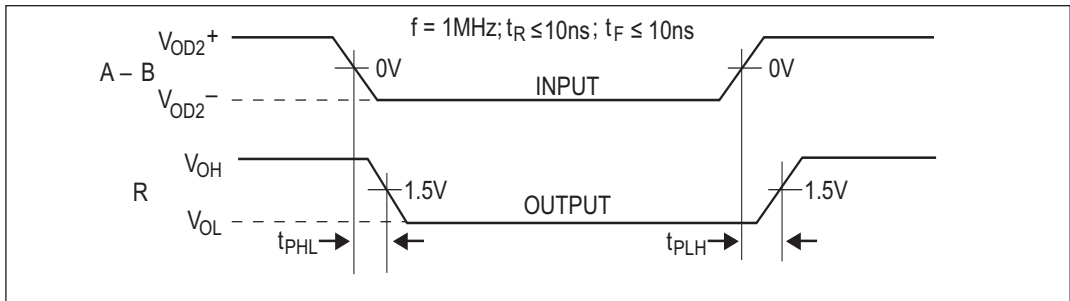 f = 1MHz; tR ≤10ns; tF ≤ 10ns
VOD2+
A – B
0V
0V
INPUT
VOD2–
VOH
R
1.5V
1.5V
OUTPUT
VOL
tPHL
tPLH